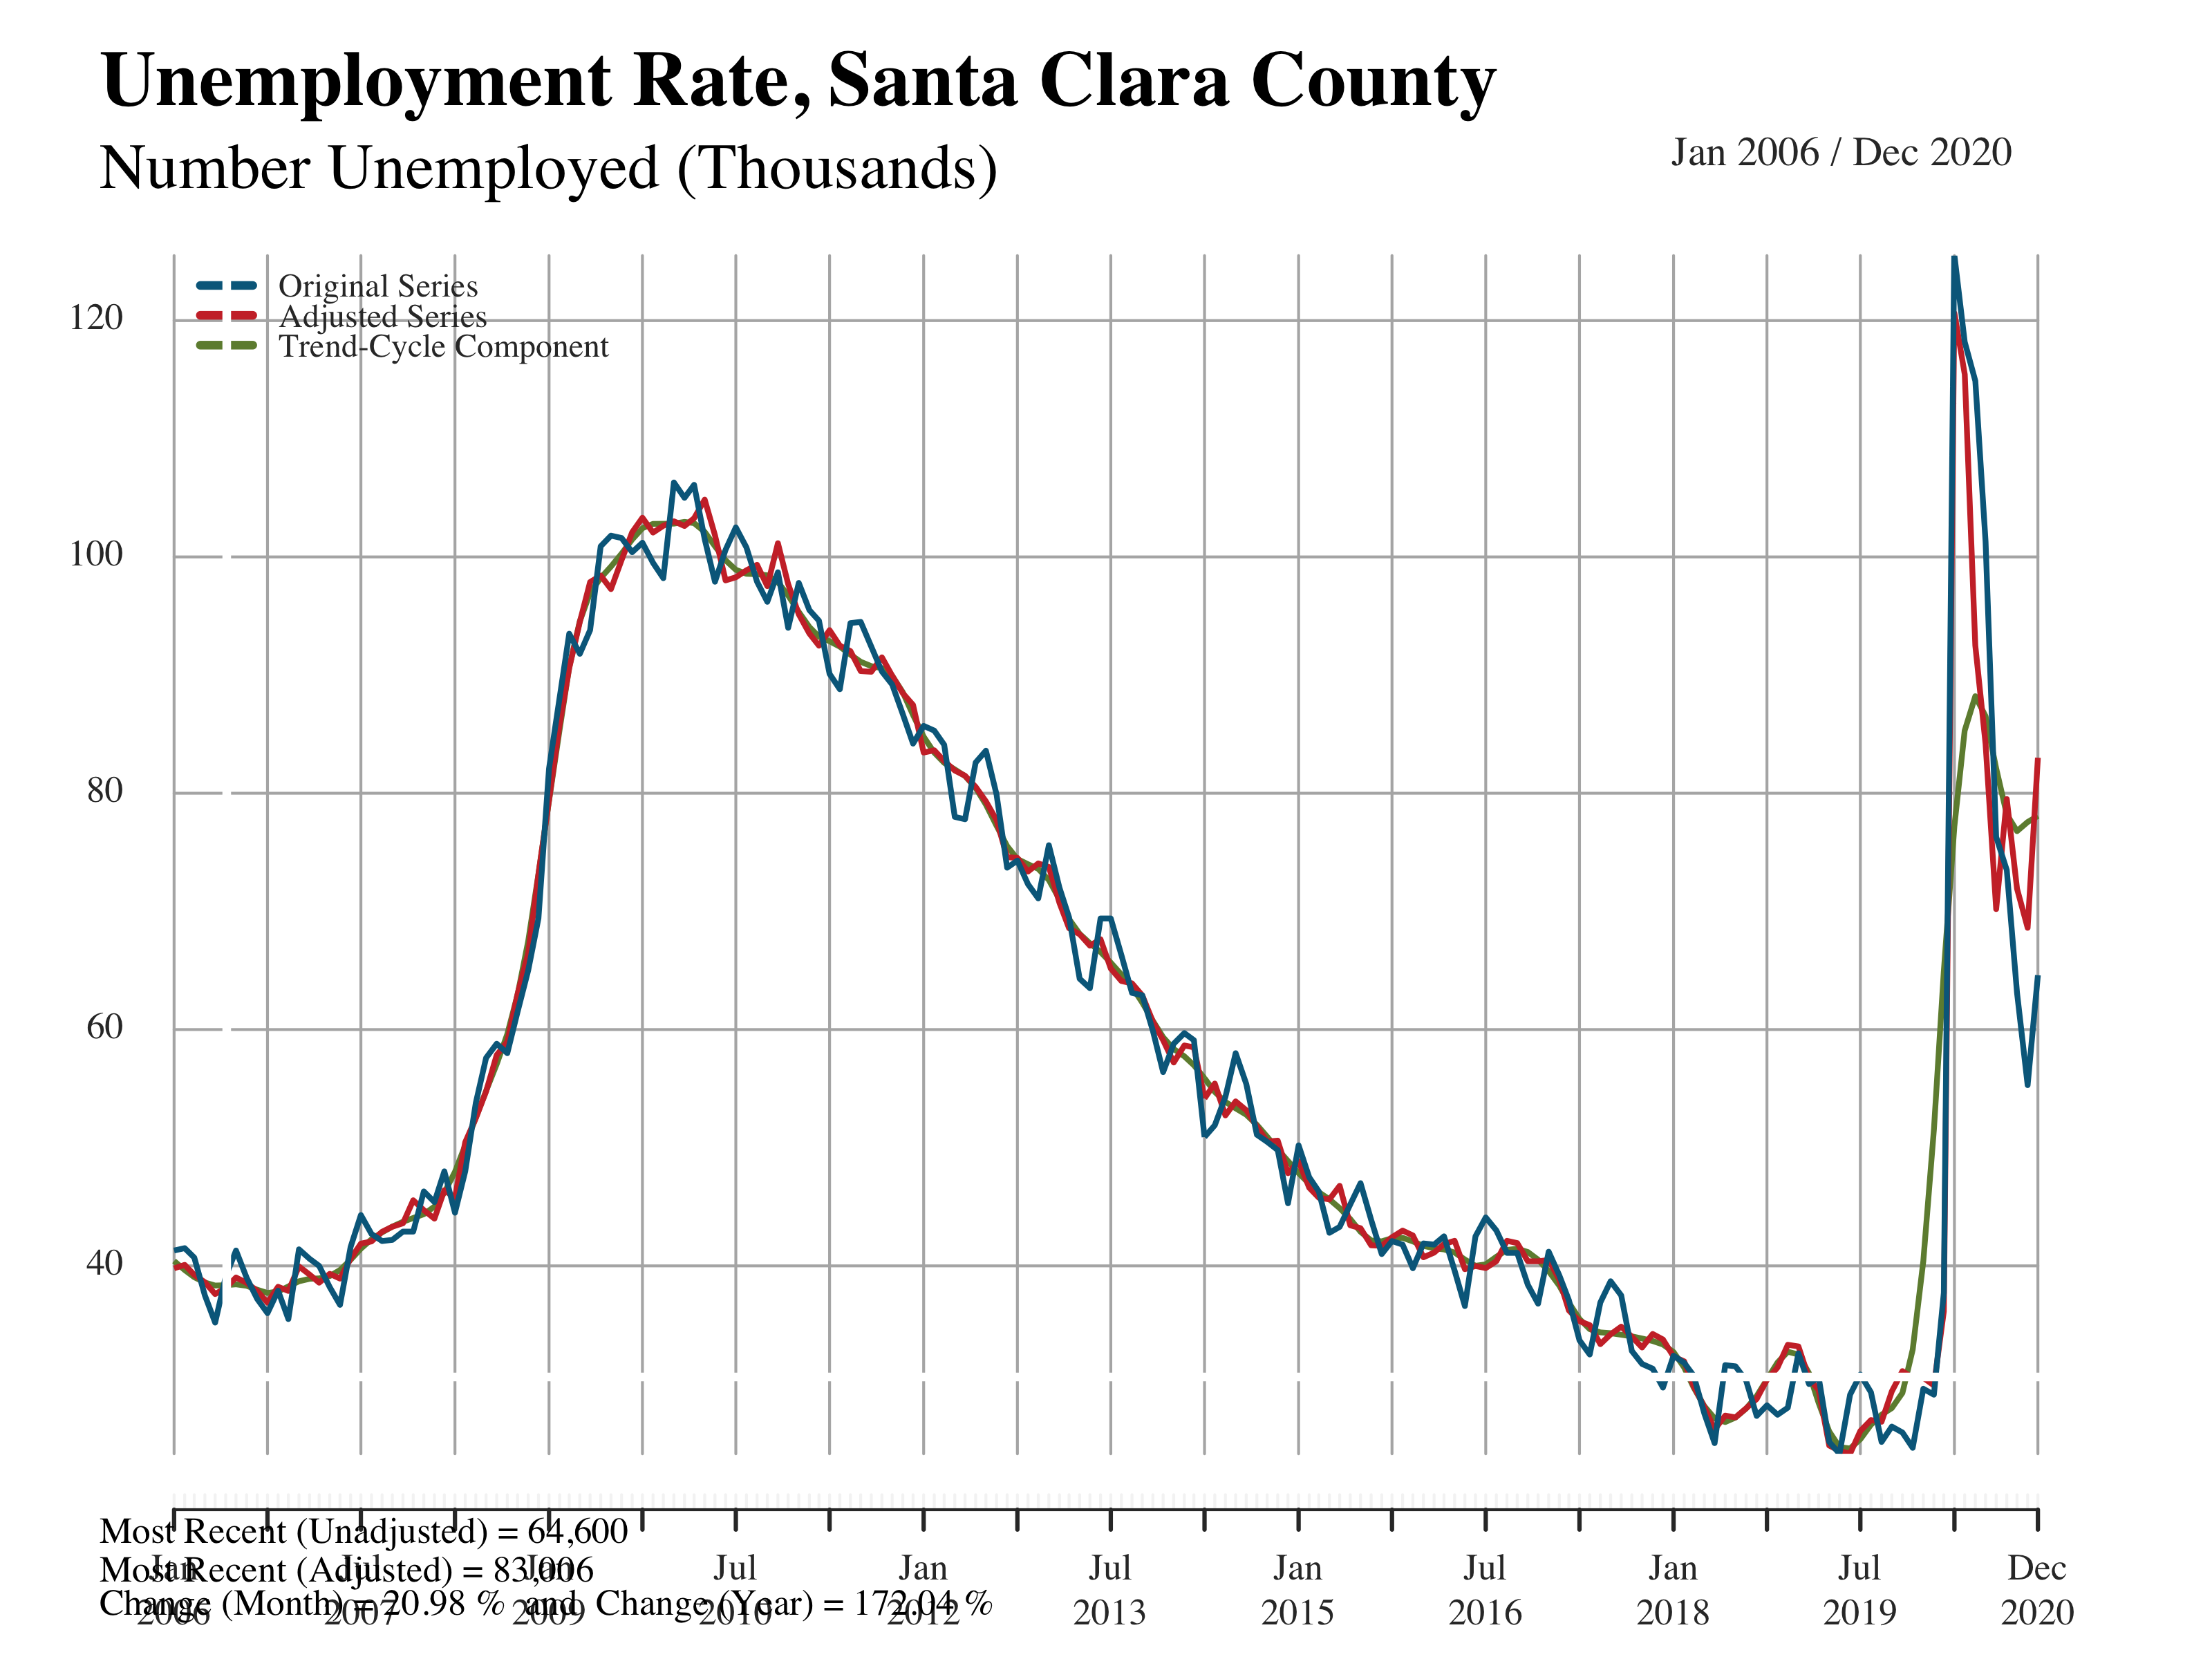 Unemployment Rate, Santa Clara County
Number Unemployed (Thousands)
Jan 2006 / Dec 2020
Original Series
Adjusted Series
Trend-Cycle Component
120
100
80
60
40
Most Recent (Unadjusted) = 64,600
Most Recent (Adjusted) = 83,006
Change (Month) = 20.98 % and Change (Year) = 172.04 %
Jan Jul Jan Jul Jan Jul Jan Jul Jan Jul Dec
2006 2007 2009 2010 2012 2013 2015 2016 2018 2019 2020